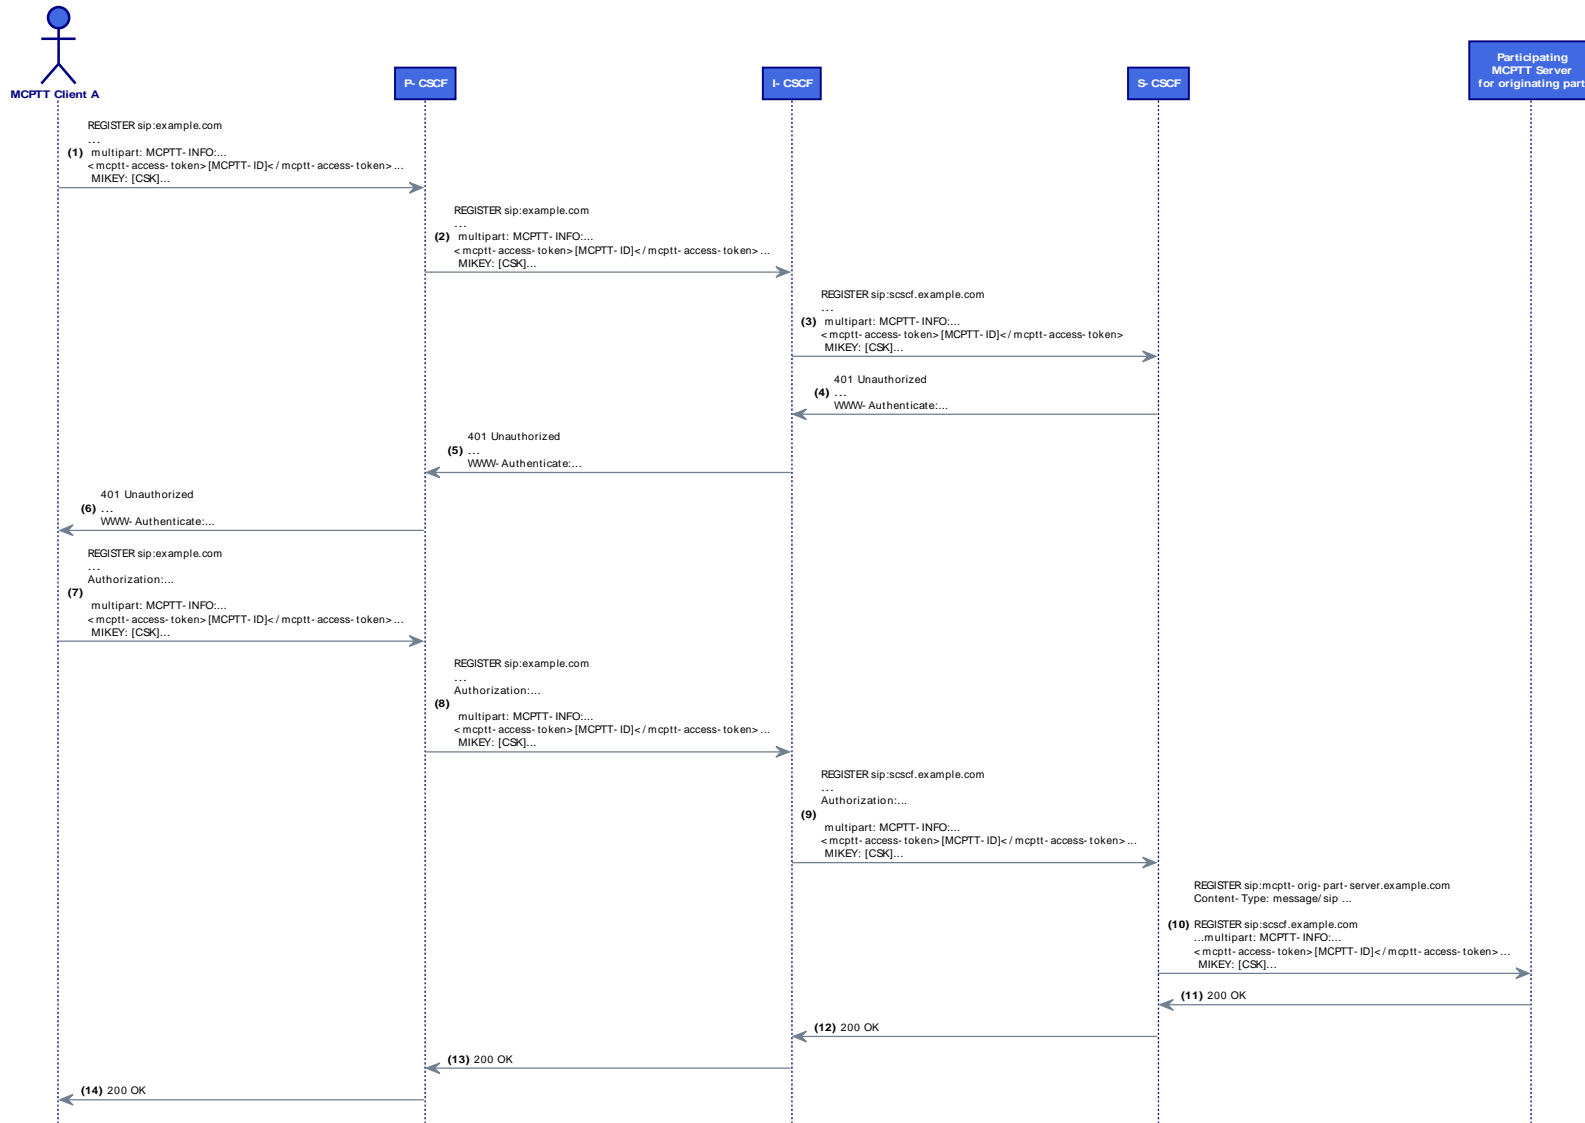 MCPTT Client A
P- CSCF
I- CSCF
S- CSCF
Participating
MCPTT Server
for originating part
REGISTER sip:example.com
...
(1) multipart: MCPTT- INFO:...
< mcptt- access- token> [MCPTT- ID]< / mcptt- access- token> ...
MIKEY: [CSK]...
REGISTER sip:example.com
...
(2) multipart: MCPTT- INFO:...
< mcptt- access- token> [MCPTT- ID]< / mcptt- access- token> ...
MIKEY: [CSK]...
REGISTER sip:scscf.example.com
...
(3) multipart: MCPTT- INFO:...
< mcptt- access- token> [MCPTT- ID]< / mcptt- access- token>
MIKEY: [CSK]...
401 Unauthorized
(4) ...
WWW- Authenticate:...
401 Unauthorized
(5) ...
WWW- Authenticate:...
401 Unauthorized
(6) ...
WWW- Authenticate:...
REGISTER sip:example.com
...
Authorization:...
(7)
multipart: MCPTT- INFO:...
< mcptt- access- token> [MCPTT- ID]< / mcptt- access- token> ...
MIKEY: [CSK]...
REGISTER sip:example.com
...
Authorization:...
(8)
multipart: MCPTT- INFO:...
< mcptt- access- token> [MCPTT- ID]< / mcptt- access- token> ...
MIKEY: [CSK]...
REGISTER sip:scscf.example.com
...
Authorization:...
(9)
multipart: MCPTT- INFO:...
< mcptt- access- token> [MCPTT- ID]< / mcptt- access- token> ...
MIKEY: [CSK]...
REGISTER sip:mcptt- orig- part- server.example.com
Content- Type: message/ sip ...
(10) REGISTER sip:scscf.example.com
...multipart: MCPTT- INFO:...
< mcptt- access- token> [MCPTT- ID]< / mcptt- access- token> ...
MIKEY: [CSK]...
(11) 200 OK
(12) 200 OK
(13) 200 OK
(14) 200 OK